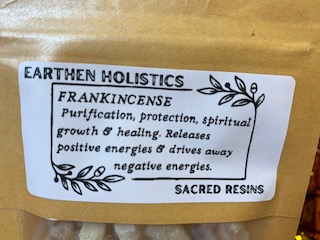 EARTHEN HOLISTICS
FRANKINCENSE
Purification, protection, spiritual
growth & healing. Releases
positive energies & drives away
negative energies.
SACRED RESINS